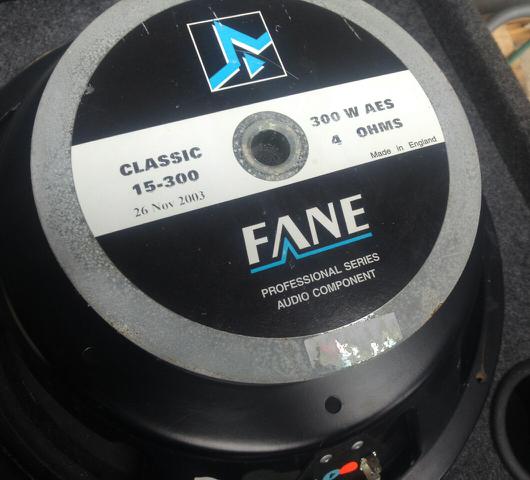 CLASSIC
15-300
26 Nov 2003
300 W AES
4 OHMS
Made in England
FANE
PROFESSIONAL SERIES
AUDIO COMPONENT